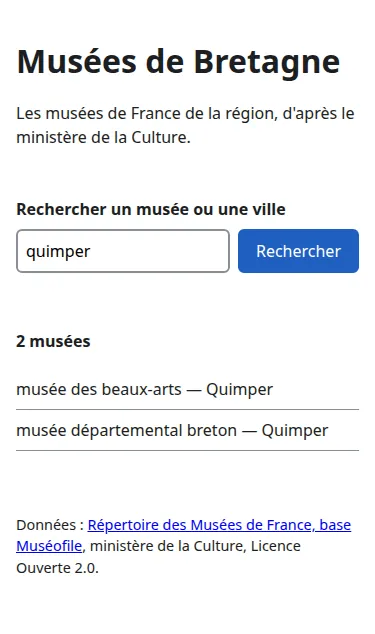 Musées de Bretagne
Les musées de France de la région, d'après le
ministère de la Culture.
Rechercher un musée ou une ville
quimper
Rechercher
2 musées
musée des beaux-arts — Quimper
musée départemental breton — Quimper
Données : Répertoire des Musées de France, base
Muséofile, ministère de la Culture, Licence
Ouverte 2.0.